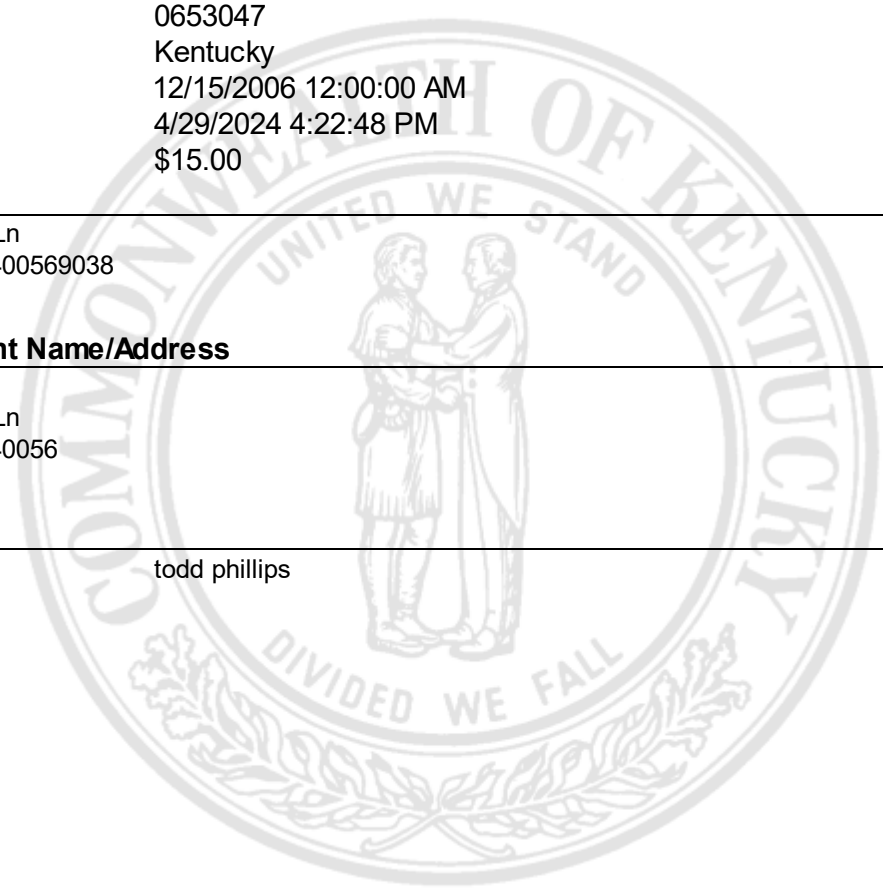 0653047
Kentucky
12/15/2006 12:00:00 AM
4/29/2024 4:22:48 PM
$15.00
Ln
400569038
nt Name/Address
Ln
40056
todd phillips
COMMONWEALTH OF KENTUCKY
UNITED WE STAND
DIVIDED WE FALL